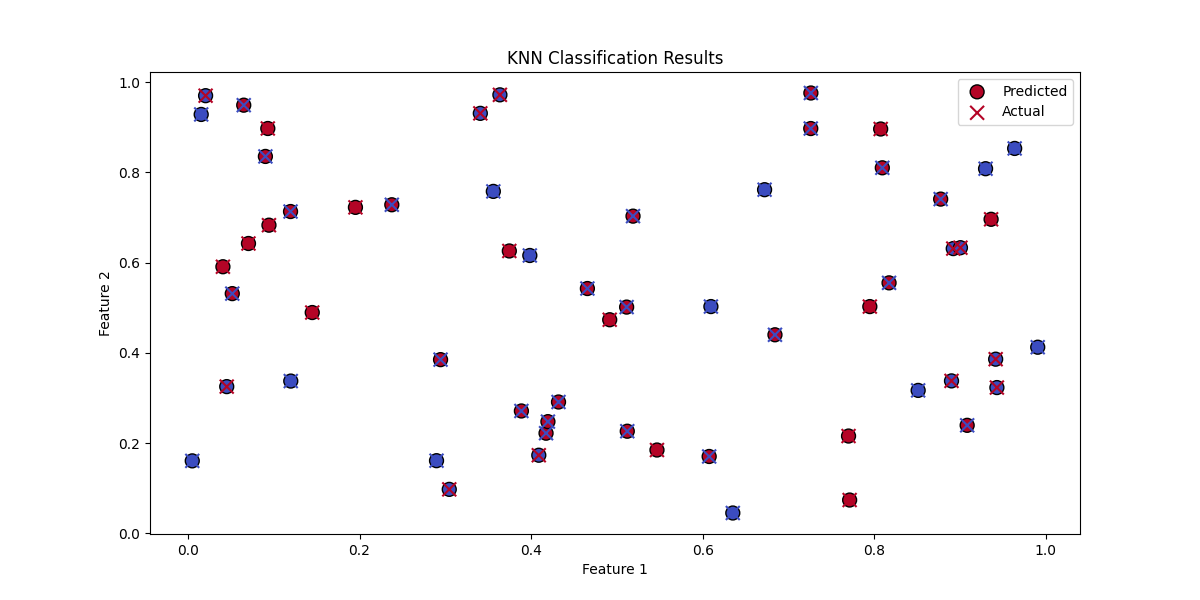 KNN Classification Results
Predicted
Actual
Feature 2
1.0
0.8
0.6
0.4
0.2
0.0
0.0 0.2 0.4 0.6 0.8 1.0
Feature 1